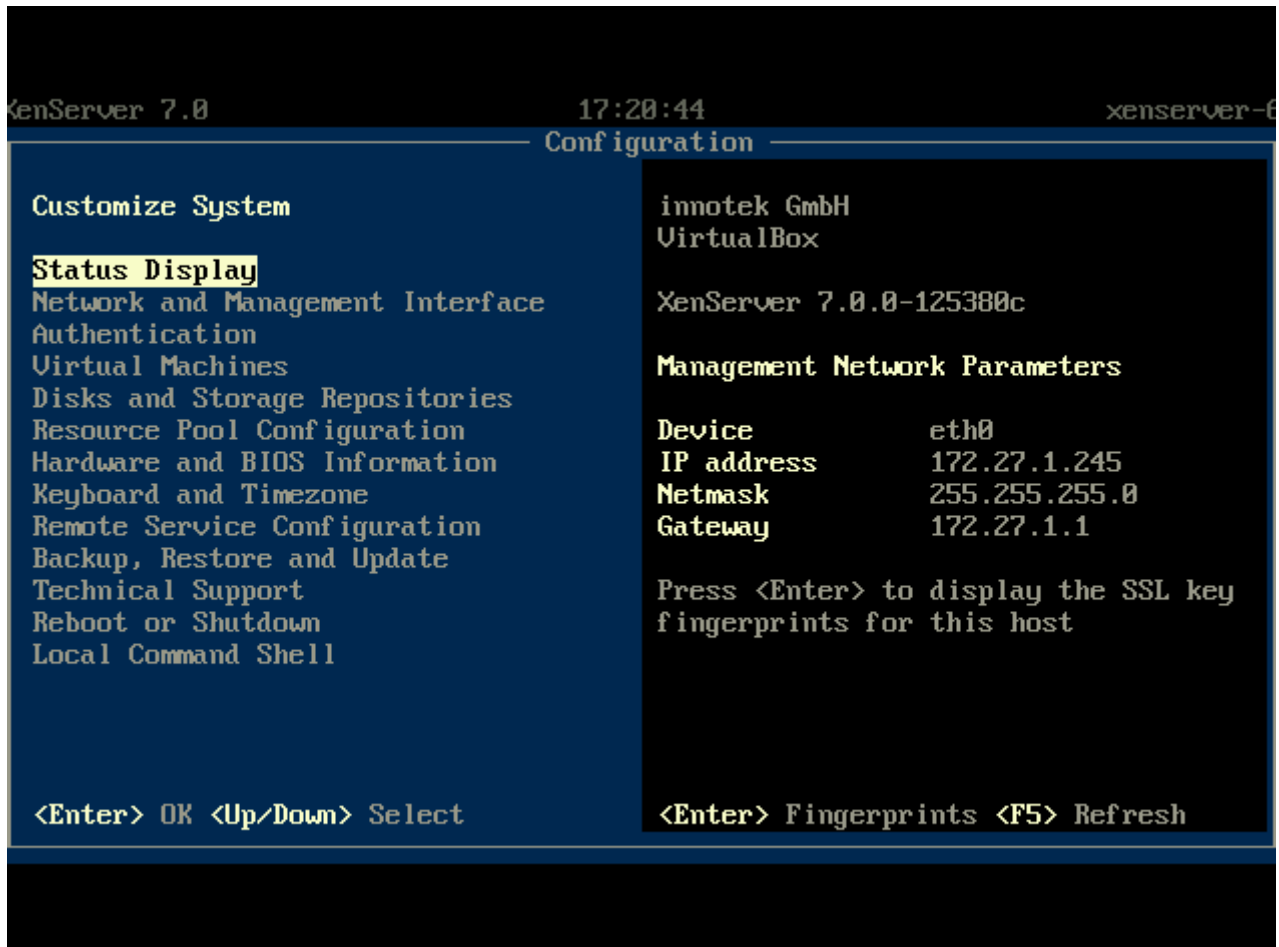 XenServer 7.0 17:20:44 xenserver-6
Configuration
Customize System
Status Display
Network and Management Interface
Authentication
Virtual Machines
Disks and Storage Repositories
Resource Pool Configuration
Hardware and BIOS Information
Keyboard and Timezone
Remote Service Configuration
Backup, Restore and Update
Technical Support
Reboot or Shutdown
Local Command Shell
<Enter> OK <Up/Down> Select
innotek GmbH
VirtualBox
XenServer 7.0.0-125380c
Management Network Parameters
Device eth0
IP address 172.27.1.245
Netmask 255.255.255.0
Gateway 172.27.1.1
Press <Enter> to display the SSL key
fingerprints for this host
<Enter> Fingerprints <F5> Refresh